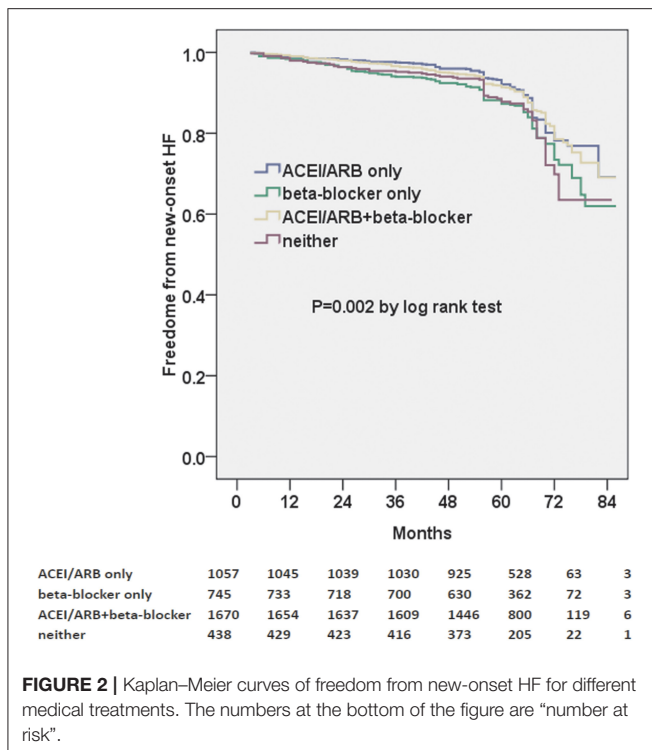 Freedome from new-onset HF
1.0
0.8
0.6
0.4
0.2
0.0
ACEI/ARB only
beta-blocker only
ACEI/ARB+beta-blocker
neither
P=0.002 by log rank test
0 12 24 36 48 60 72 84
Months
ACEI/ARB only 1057 1045 1039 1030 925 528 63 3
beta-blocker only 745 733 718 700 630 362 72 3
ACEI/ARB+beta-blocker 1670 1654 1637 1609 1446 800 119 6
neither 438 429 423 416 373 205 22 1
FIGURE 2 | Kaplan–Meier curves of freedom from new-onset HF for different
medical treatments. The numbers at the bottom of the figure are “number at
risk”.